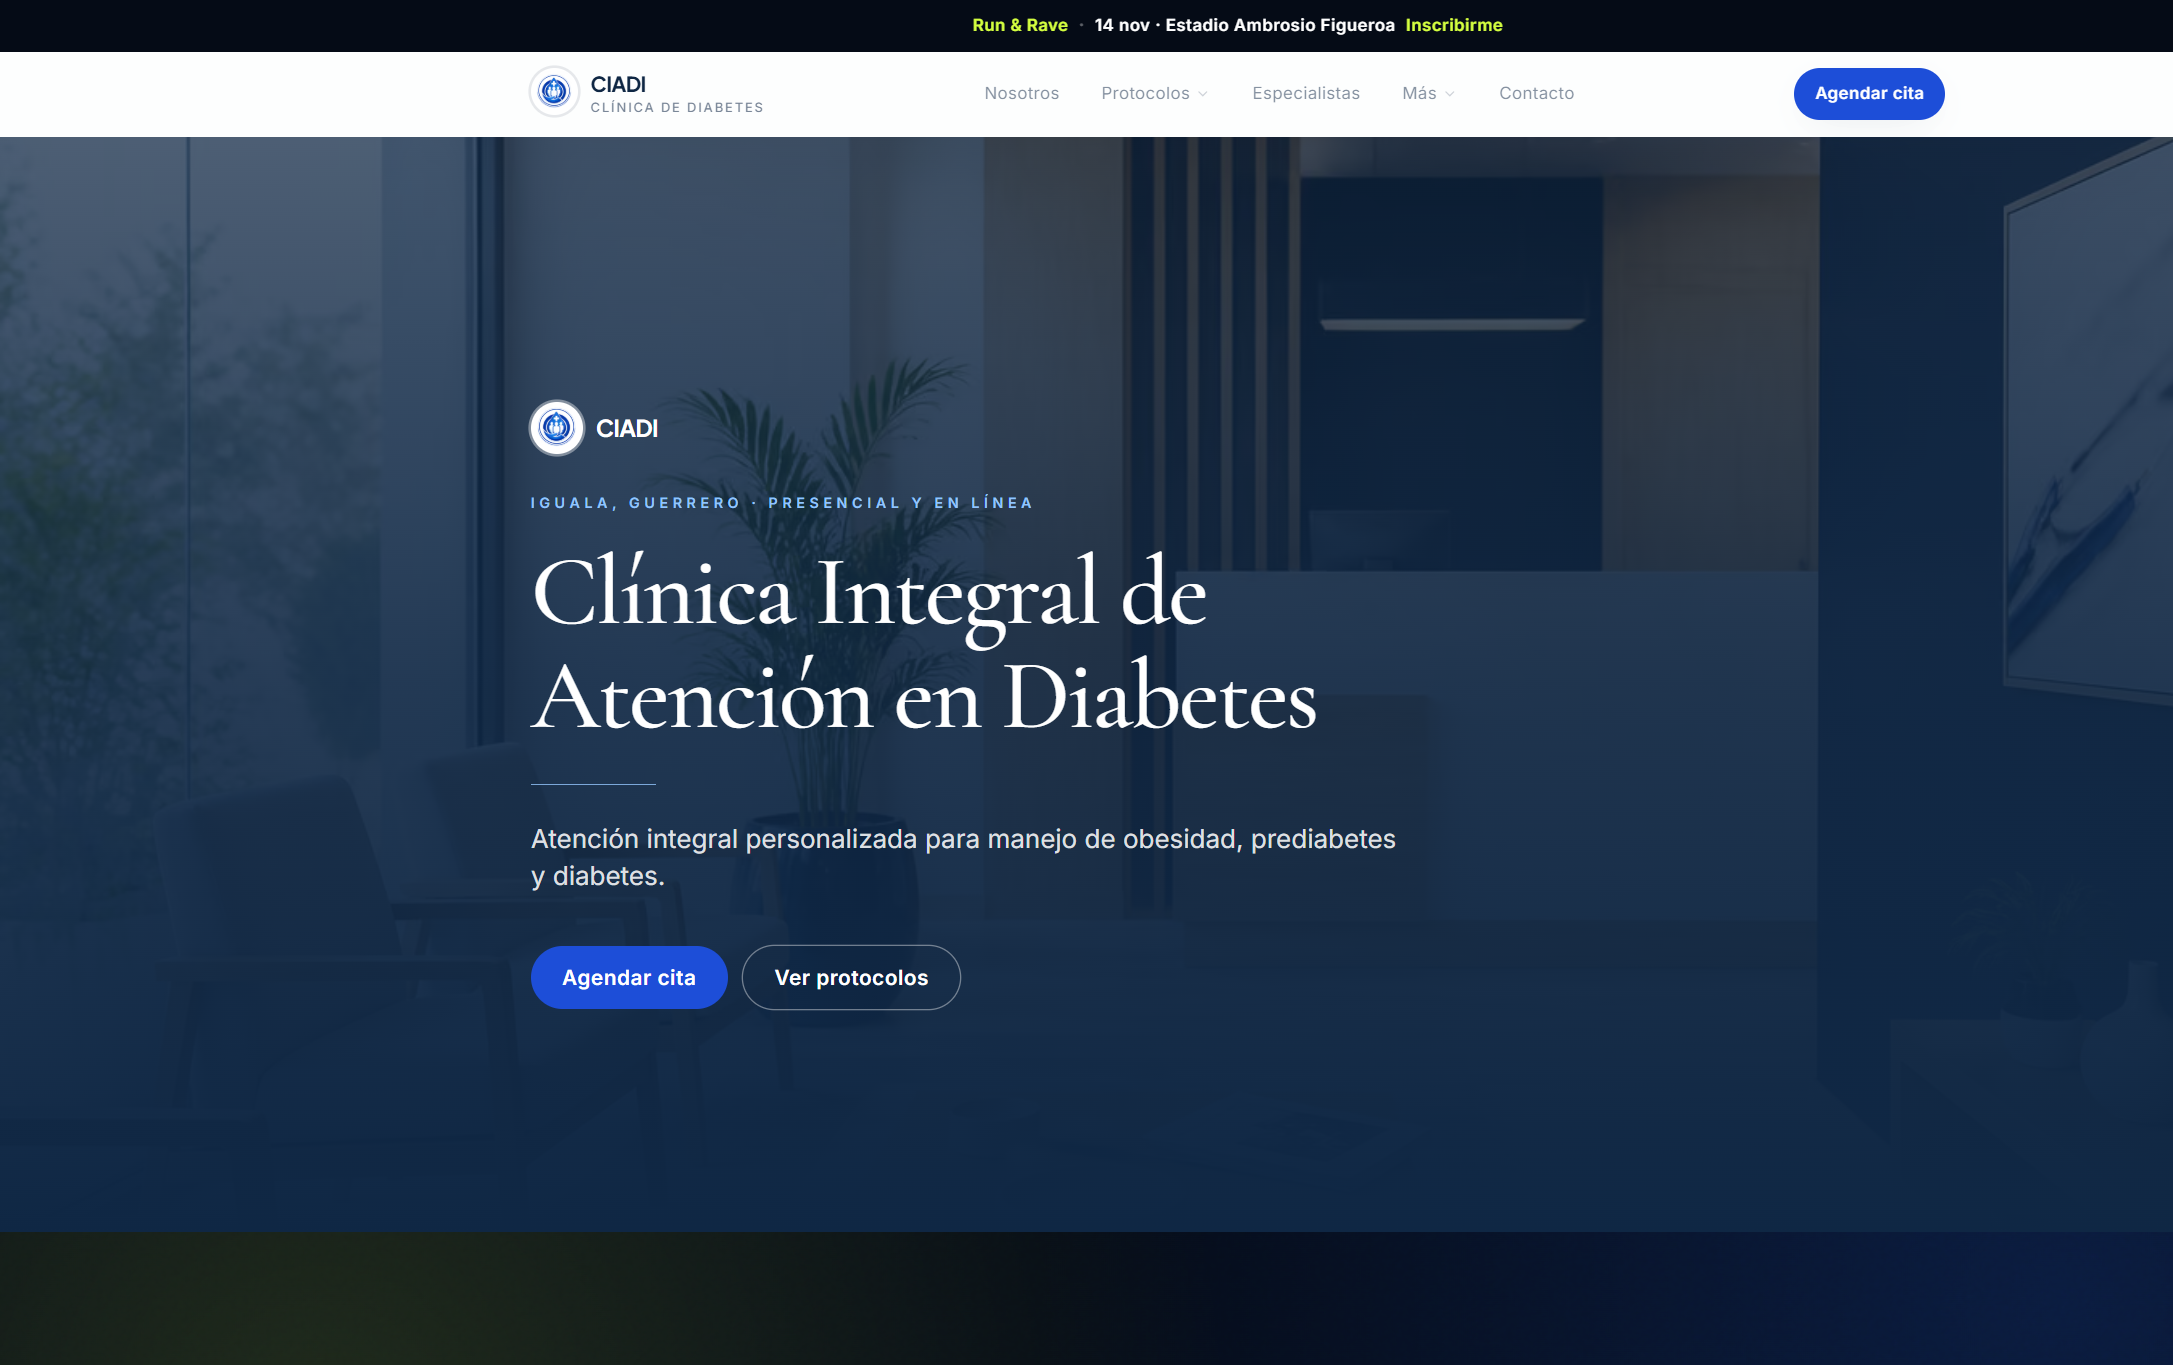 Run & Rave · 14 nov · Estadio Ambrosio Figueroa Inscribirme
CIADI
CLÍNICA DE DIABETES
Nosotros Protocolos Especialistas Más Contacto
Agendar cita
CIADI
IGUALA, GUERRERO · PRESENCIAL Y EN LÍNEA
Clínica Integral de
Atención en Diabetes
Atención integral personalizada para manejo de obesidad, prediabetes
y diabetes.
Agendar cita Ver protocolos